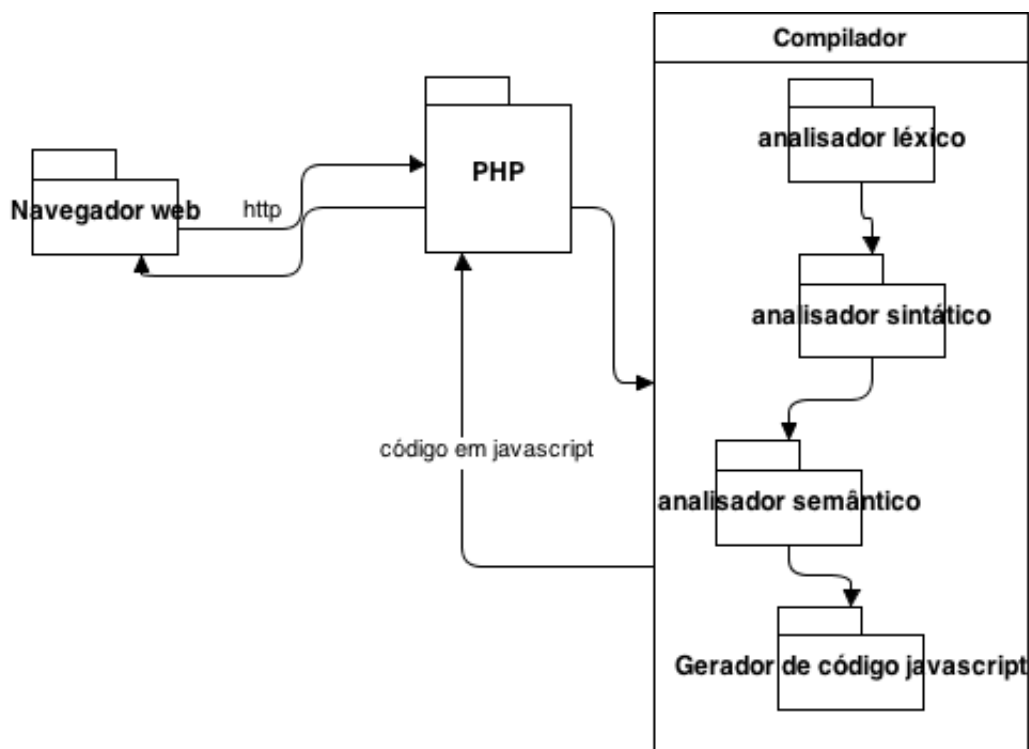 Compilador
analisador léxico
PHP
Navegador web
http
analisador sintático
código em javascript
analisador semântico
Gerador de código javascript